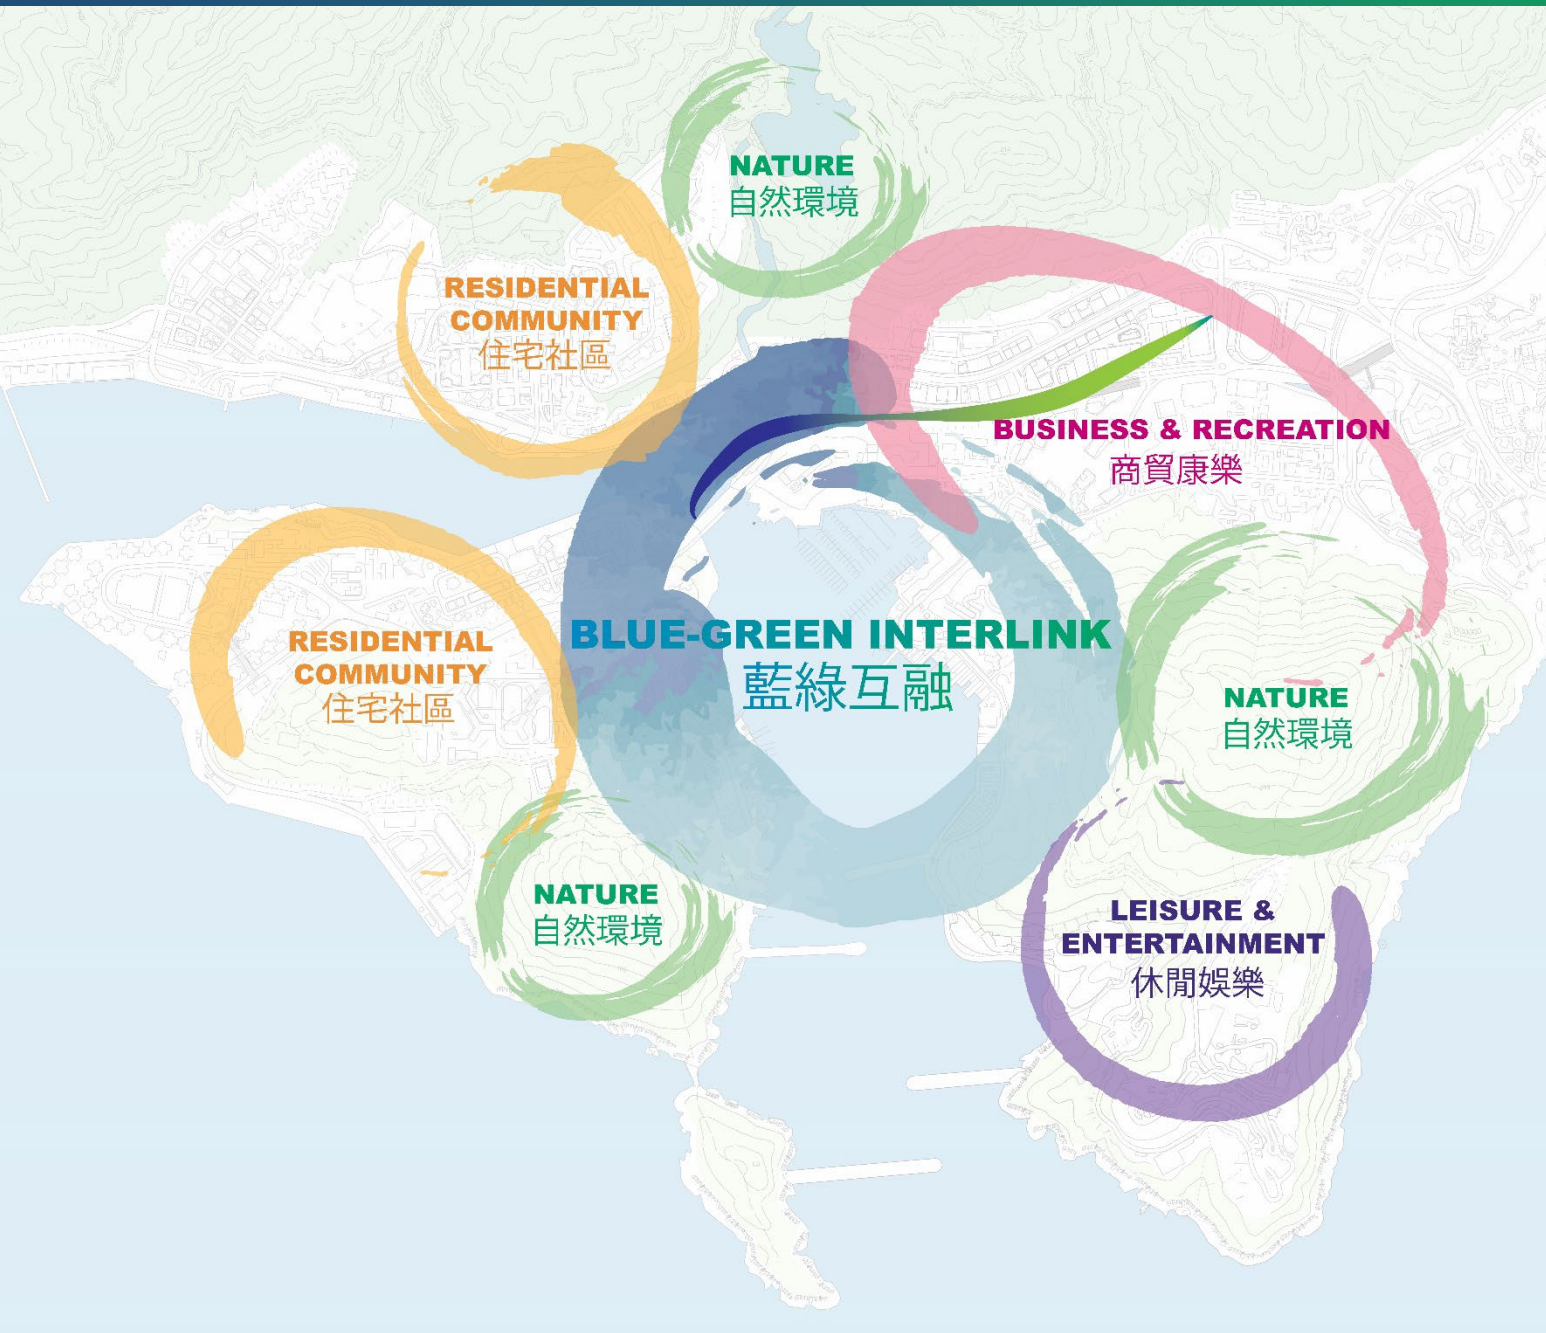 NATURE
自然環境
RESIDENTIAL
COMMUNITY
住宅社區
BUSINESS & RECREATION
商貿康樂
BLUE-GREEN INTERLINK
藍綠互融
RESIDENTIAL
COMMUNITY
住宅社區
NATURE
自然環境
NATURE
自然環境
LEISURE &
ENTERTAINMENT
休閒娛樂